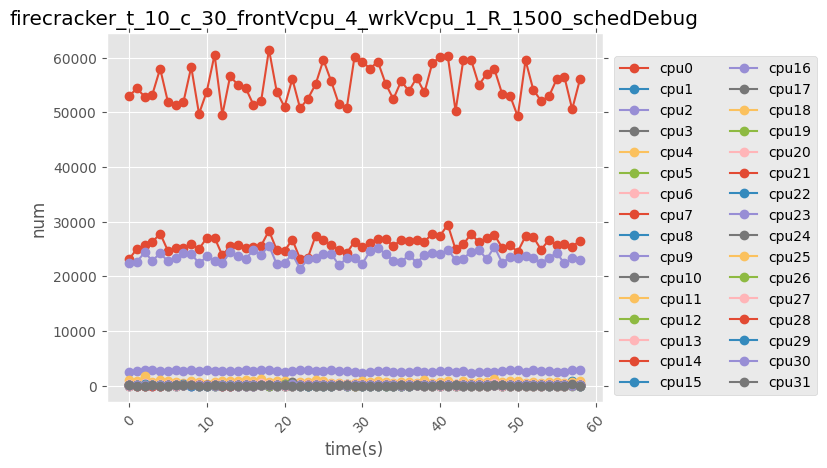 firecracker_t_10_c_30_frontVcpu_4_wrkVcpu_1_R_1500_schedDebug
num
60000
50000
40000
30000
20000
10000
0
0
10
20
30
40
50
60
time(s)
cpu0
cpu1
cpu2
cpu3
cpu4
cpu5
cpu6
cpu7
cpu8
cpu9
cpu10
cpu11
cpu12
cpu13
cpu14
cpu15
cpu16
cpu17
cpu18
cpu19
cpu20
cpu21
cpu22
cpu23
cpu24
cpu25
cpu26
cpu27
cpu28
cpu29
cpu30
cpu31